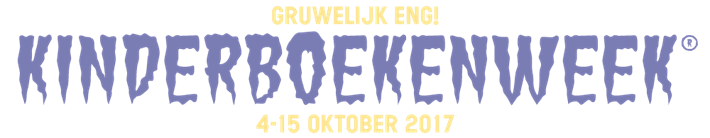 GRUWELIJK ENG!
KINDERBOEKENWEEK®
4-15 OKTOBER 2017